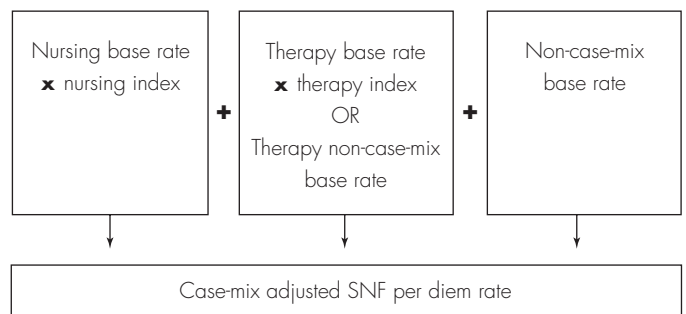 Nursing base rate
x nursing index
+
Therapy base rate
x therapy index
OR
Therapy non-case-mix
base rate
+
Non-case-mix
base rate
Case-mix adjusted SNF per diem rate